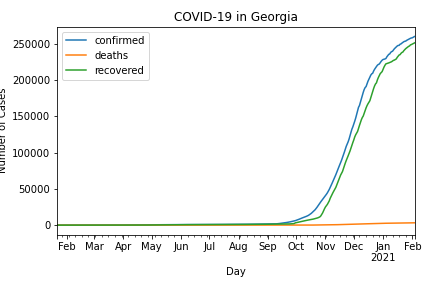 COVID-19 in Georgia
confirmed
deaths
recovered
250000
200000
150000
100000
50000
0
Number of Cases
Feb Mar Apr May Jun Jul Aug Sep Oct Nov Dec Jan Feb
2021
Day